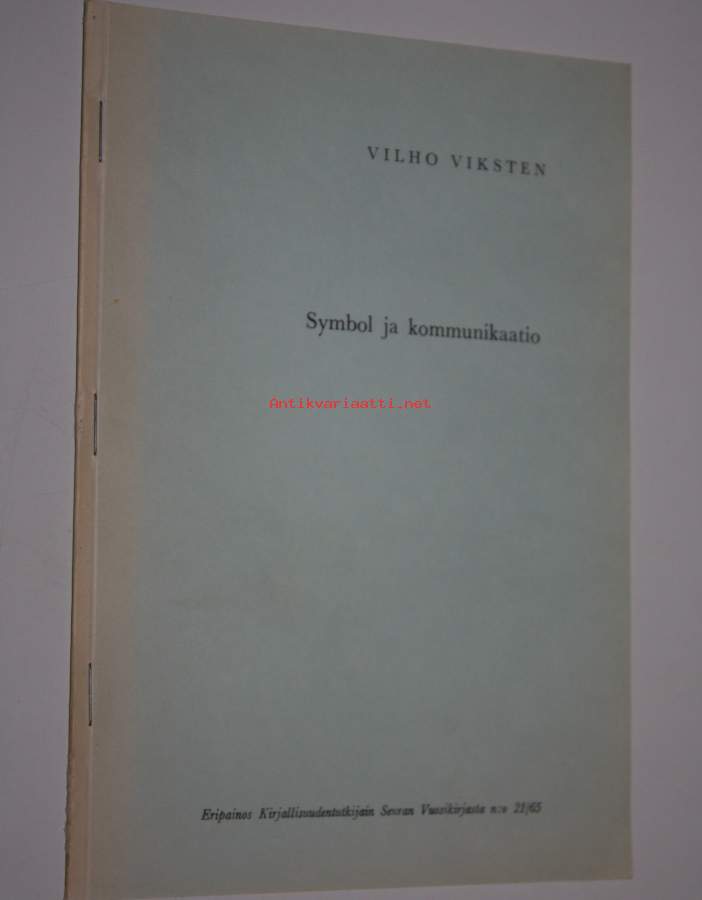 VILHO VIKSTEN
Symbol ja kommunikaatio
Antikvariaatti.net
Eripainos Kirjallisuudentutkijain Seuran Vuosikirjasta n:o 21/65